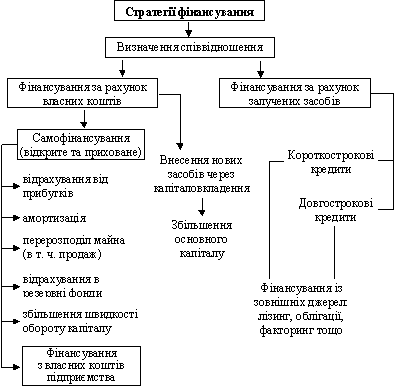 Стратегії фінансування
Визначення співвідношення
Фінансування за рахунок
власних коштів
Фінансування за рахунок
залучених засобів
Самофінансування
(відкрите та приховане)
відрахування від
прибутків
амортизація
перерозподіл майна
(в т. ч. продаж)
відрахування в
резервні фонди
збільшення швидкості
обороту капіталу
Фінансування
з власних коштів
підприємства
Внесення нових
засобів через
капіталовкладення
Збільшення
основного
капіталу
Короткострокові
кредити
Довгострокові
кредити
Фінансування із
зовнішніх джерел:
лізинг, облігації,
факторинг тощо